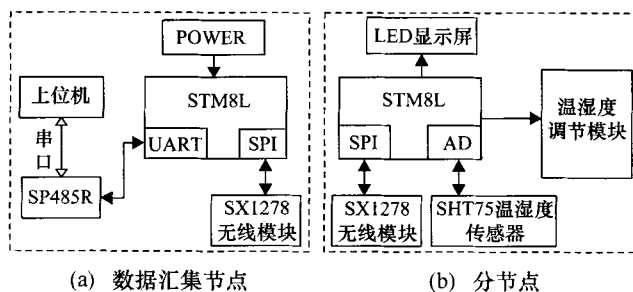 POWER
上位机
STM8L
串口
UART
SPI
SP485R
SX1278
无线模块
(a) 数据汇集节点
LED显示屏
STM8L
温湿度
调节模块
SPI
AD
SX1278
无线模块
SHT75温湿度
传感器
(b) 分节点